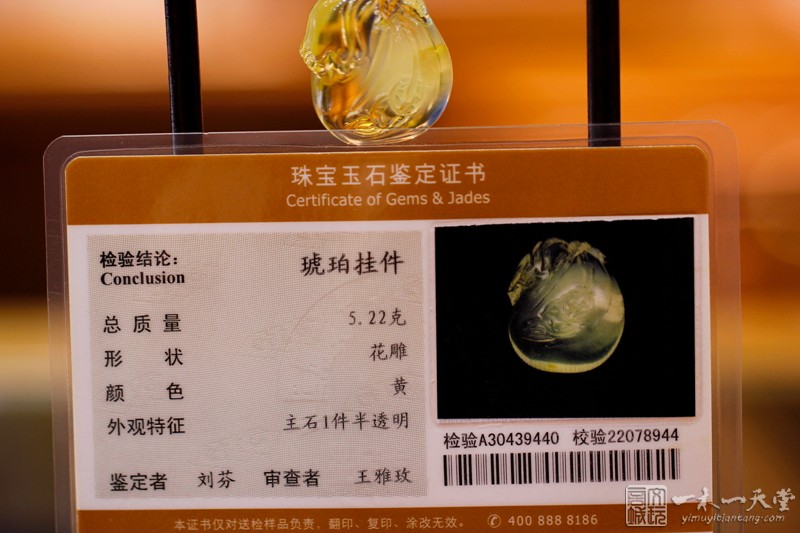 珠宝玉石鉴定证书
Certificate of Gems & Jades
检验结论: 琥珀挂件
Conclusion
总质量 5.22克
形状 花雕
颜色 黄
外观特征 主石1件半透明
鉴定者 刘芬 审查者 王雅玫
检验A30439440 校验22078944
本证书仅对送检样品负责，翻印、复印、涂改无效。 ✆ 400 888 8186
一木一天堂
yimuyitiantang.com